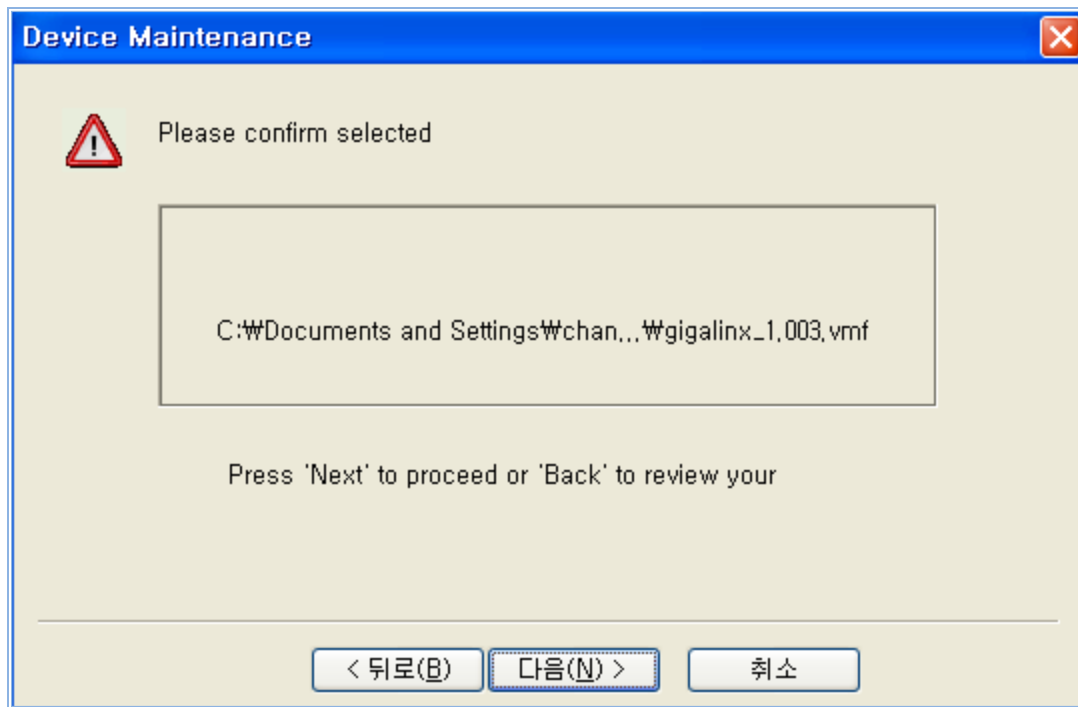 Device Maintenance
Please confirm selected
C:₩Documents and Settings₩chan...₩gigalinx_1.003.vmf
Press 'Next' to proceed or 'Back' to review your
< 뒤로(B) 다음(N) > 취소